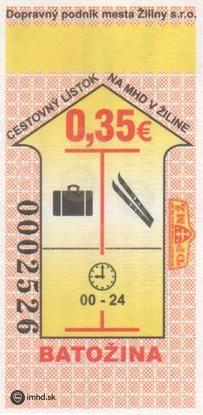 Dopravný podnik mesta Žiliny s.r.o.
CESTOVNÝ LÍSTOK NA MHD V ŽILINE
0,35€
0002526
00 - 24
BATOŽINA
imhd.sk